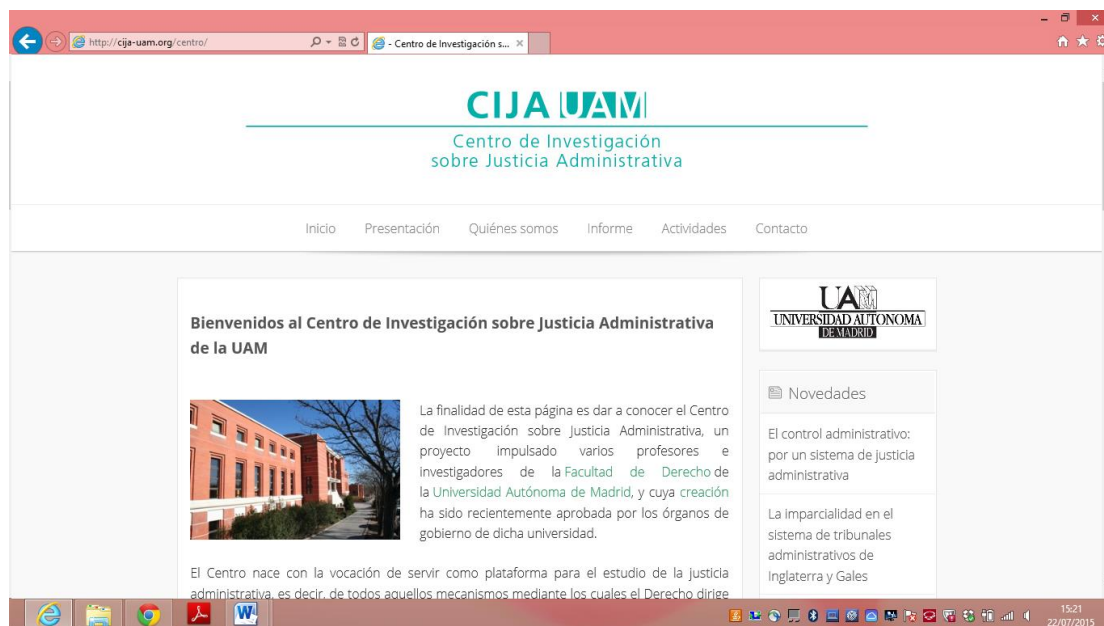 http://cija-uam.org/centro/
- Centro de Investigación s...
CIJA UAM
Centro de Investigación
sobre Justicia Administrativa
Inicio Presentación Quiénes somos Informe Actividades Contacto
Bienvenidos al Centro de Investigación sobre Justicia Administrativa
de la UAM
La finalidad de esta página es dar a conocer el Centro
de Investigación sobre Justicia Administrativa, un
proyecto impulsado varios profesores e
investigadores de la Facultad de Derecho de
la Universidad Autónoma de Madrid, y cuya creación
ha sido recientemente aprobada por los órganos de
gobierno de dicha universidad.
El Centro nace con la vocación de servir como plataforma para el estudio de la justicia
administrativa, es decir, de todos aquellos mecanismos mediante los cuales el Derecho dirige
UAM
UNIVERSIDAD AUTONOMA
DE MADRID
Novedades
El control administrativo:
por un sistema de justicia
administrativa
La imparcialidad en el
sistema de tribunales
administrativos de
Inglaterra y Gales
15:21
22/07/2015